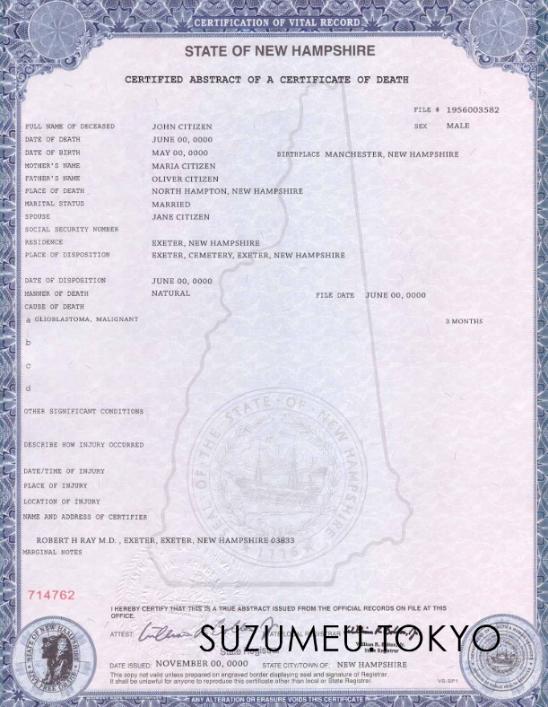 CERTIFICATION OF VITAL RECORD
STATE OF NEW HAMPSHIRE
CERTIFIED ABSTRACT OF A CERTIFICATE OF DEATH
FILE # 1956003582
FULL NAME OF DECEASED JOHN CITIZEN SEX MALE
DATE OF DEATH JUNE 00, 0000
DATE OF BIRTH MAY 00, 0000 BIRTHPLACE MANCHESTER, NEW HAMPSHIRE
MOTHER'S NAME MARIA CITIZEN
FATHER'S NAME OLIVER CITIZEN
PLACE OF DEATH NORTH HAMPTON, NEW HAMPSHIRE
MARITAL STATUS MARRIED
SPOUSE JANE CITIZEN
SOCIAL SECURITY NUMBER
RESIDENCE EXETER, NEW HAMPSHIRE
PLACE OF DISPOSITION EXETER, CEMETERY, EXETER, NEW HAMPSHIRE
DATE OF DISPOSITION JUNE 00, 0000
MANNER OF DEATH NATURAL FILE DATE JUNE 00, 0000
CAUSE OF DEATH
a GLIOBLASTOMA, MALIGNANT 3 MONTHS
b
c
d
OTHER SIGNIFICANT CONDITIONS
DESCRIBE HOW INJURY OCCURRED
DATE/TIME OF INJURY
PLACE OF INJURY
LOCATION OF INJURY
NAME AND ADDRESS OF CERTIFIER
ROBERT H RAY M.D. , EXETER, EXETER, NEW HAMPSHIRE 03833
MARGINAL NOTES
SEAL OF THE STATE OF NEW HAMPSHIRE
1776
714762
I HEREBY CERTIFY THAT THIS IS A TRUE ABSTRACT ISSUED FROM THE OFFICIAL RECORDS ON FILE AT THIS
OFFICE.
ATTEST
SUZUMEU.TOKYO
State Registrar
DATE ISSUED: NOVEMBER 00, 0000 STATE CITY/TOWN OF: NEW HAMPSHIRE
This copy not valid unless prepared on engraved border displaying seal and signature of Registrar.
It shall be unlawful for anyone to reproduce this certificate other than local or State Registrar.
VS-SP1
ANY ALTERATION OR ERASURE VOIDS THIS CERTIFICATE